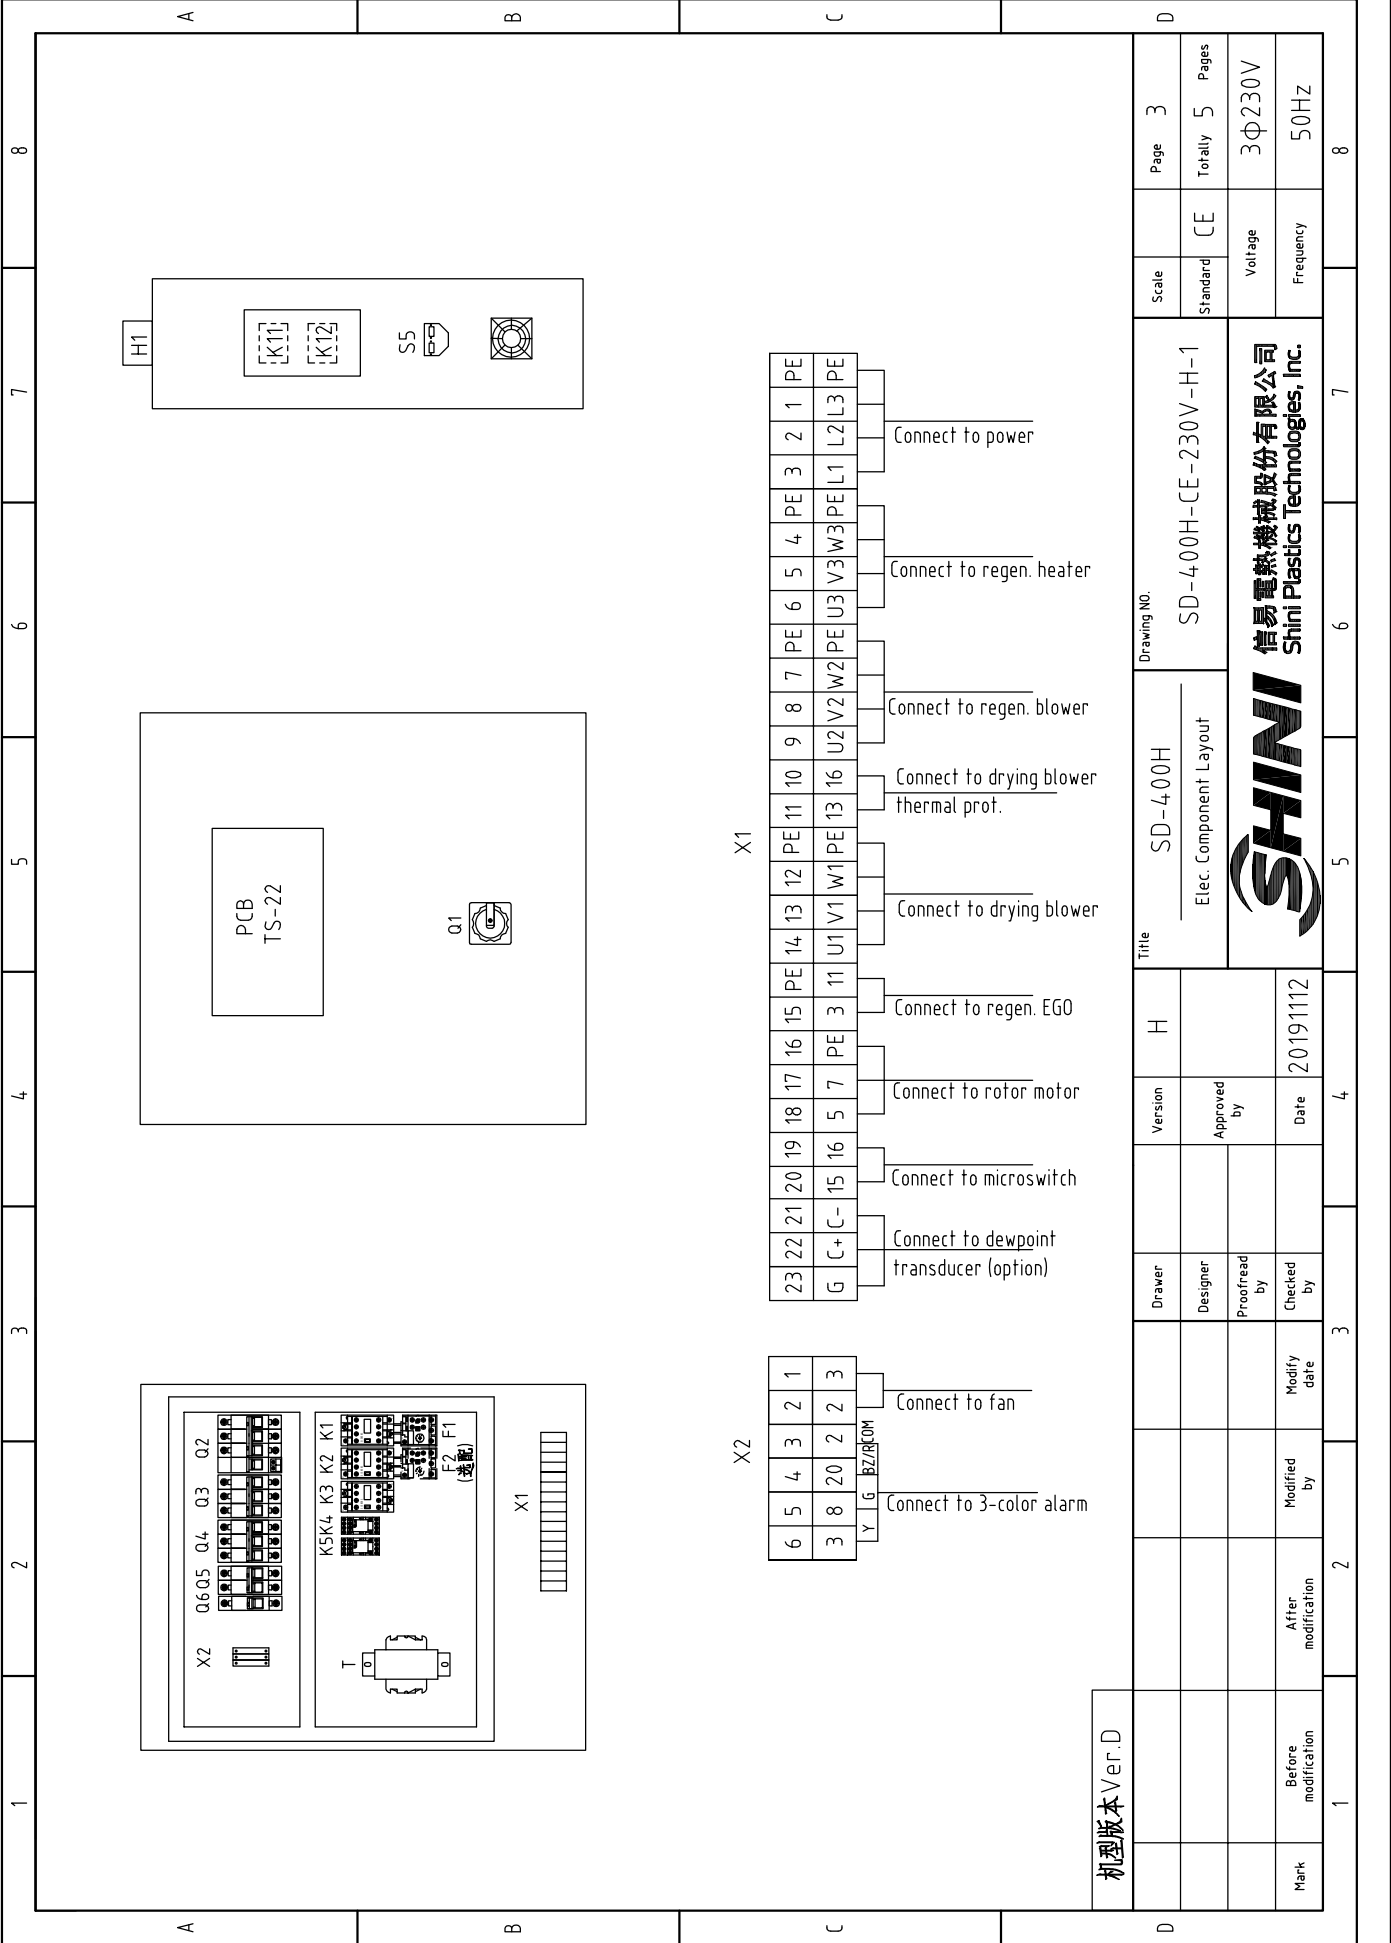 1 2 3 4 5 6 7 8
A A
B B
C C
D D
X2 Q6 Q5 Q4 Q3 Q2
T K5 K4 K3 K2 K1
F2 F1
(选配)
X1
PCB
TS-22
Q1
H1
K11 K12
S5
X2
6 5 4 3 2 1
3 8 20 2 2 3
Y G BZ/R COM
Connect to 3-color alarm
Connect to fan
X1
23 22 21 20 19 18 17 16 15 PE 14 13 12 PE 11 10 9 8 7 PE 6 5 4 PE 3 2 1 PE
G C+ C- 15 16 5 7 PE 3 11 U1 V1 W1 PE 13 16 U2 V2 W2 PE U3 V3 W3 PE L1 L2 L3 PE
Connect to dewpoint
transducer (option)
Connect to microswitch
Connect to rotor motor
Connect to regen. EGO
Connect to drying blower
Connect to drying blower
thermal prot.
Connect to regen. blower
Connect to regen. heater
Connect to power
机型版本Ver.D
Mark
Before
modification
After
modification
Modified
by
Modify
date
Drawer
Designer
Proofread
by
Checked
by
Version H
Approved
by
Date 20191112
Title
SD-400H
Elec. Component Layout
Drawing NO.
SD-400H-CE-230V-H-1
SHINI
信易電熱機械股份有限公司
Shini Plastics Technologies, Inc.
Scale
Page 3
Standard CE
Totally 5 Pages
Voltage 3Φ230V
Frequency 50Hz
1 2 3 4 5 6 7 8